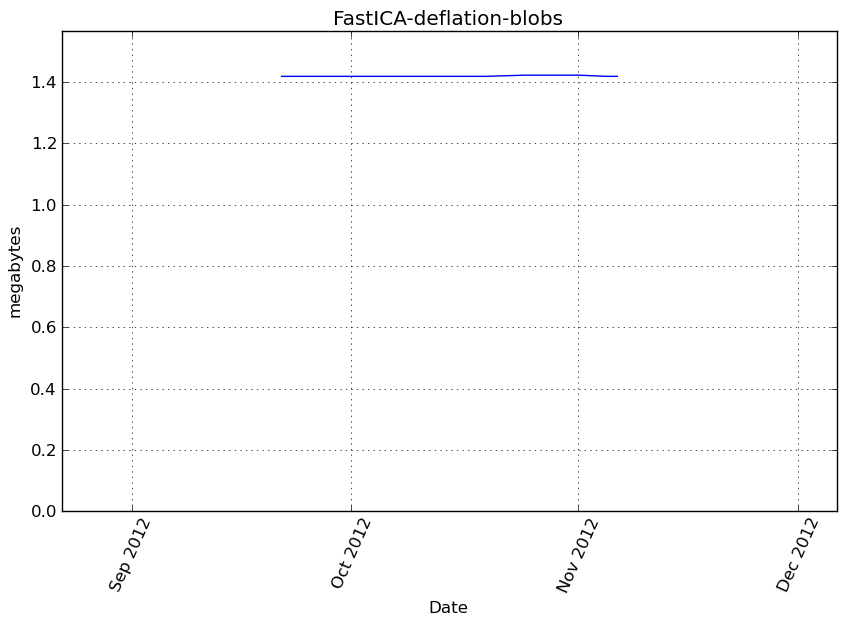 FastICA-deflation-blobs
1.4
1.2
1.0
0.8
0.6
0.4
0.2
0.0
megabytes
Sep 2012
Oct 2012
Nov 2012
Dec 2012
Date